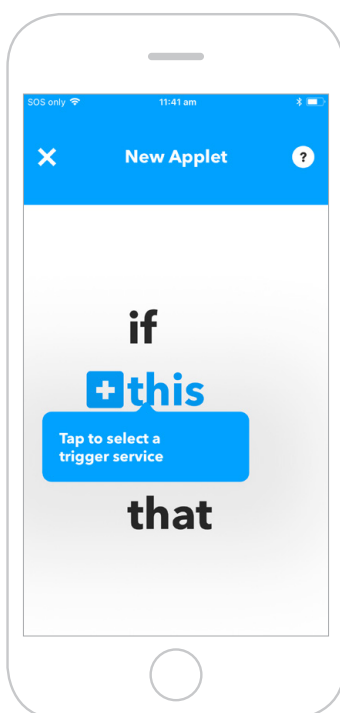 SOS only 11:41 am
New Applet ?
if
this
Tap to select a
trigger service
that